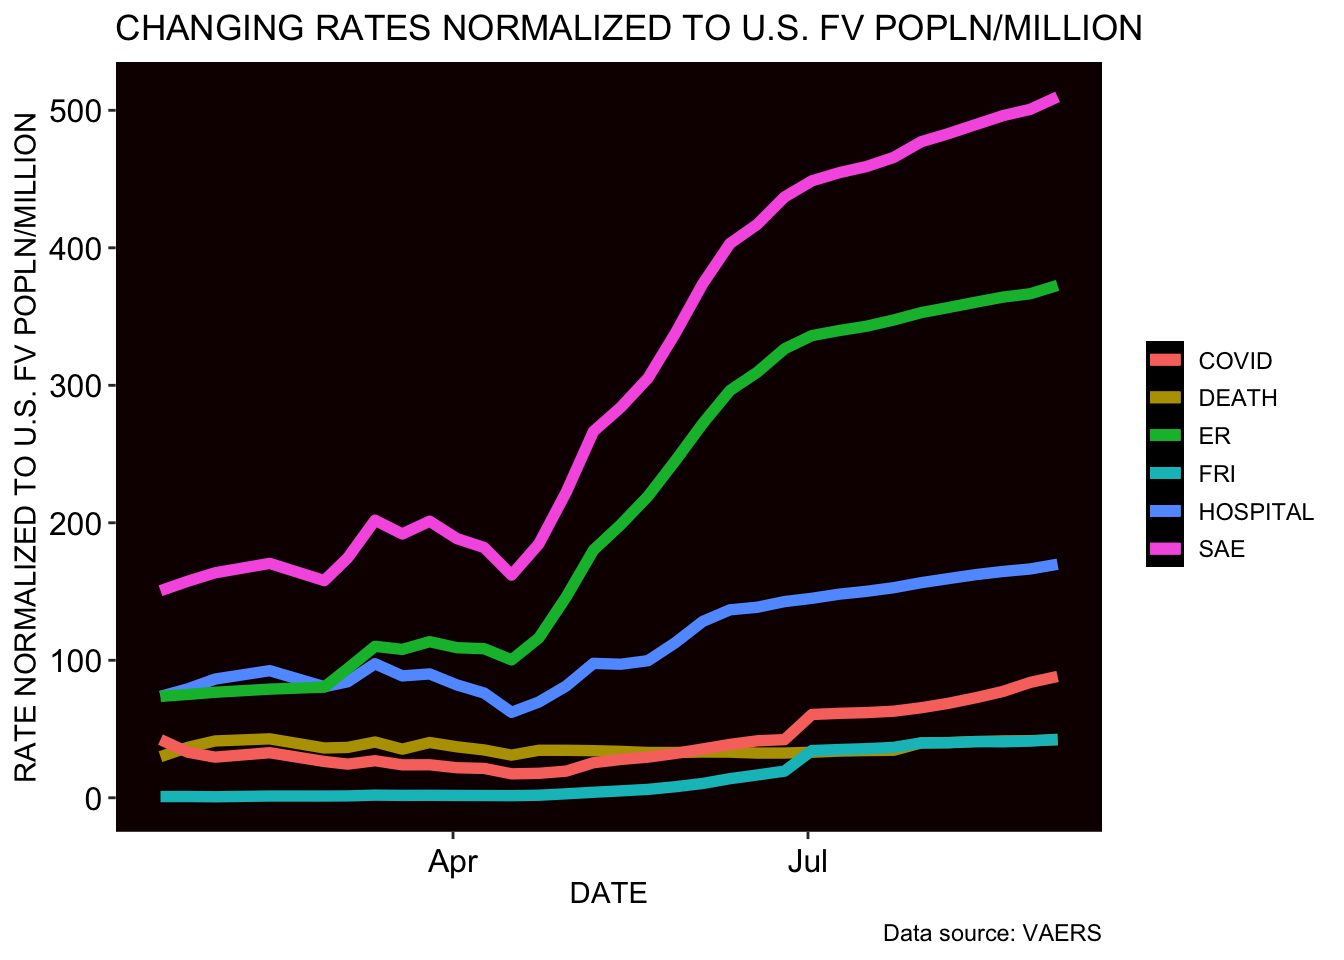 CHANGING RATES NORMALIZED TO U.S. FV POPLN/MILLION
RATE NORMALIZED TO U.S. FV POPLN/MILLION
500
400
300
200
100
0
Apr
Jul
DATE
COVID
DEATH
ER
FRI
HOSPITAL
SAE
Data source: VAERS